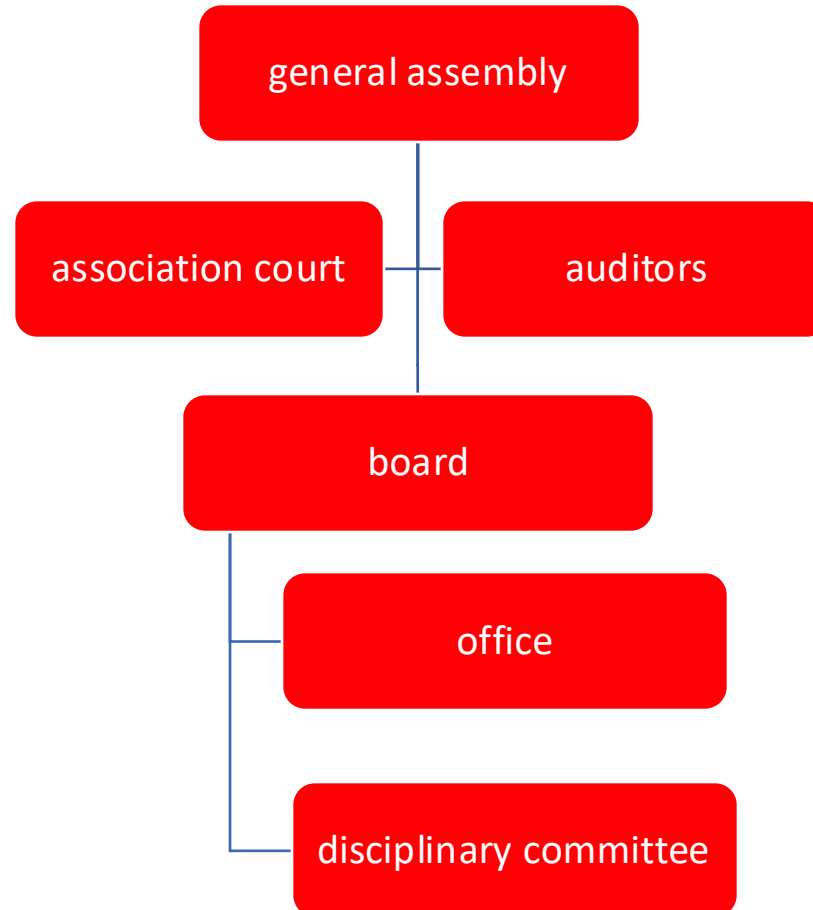 general assembly
association court
auditors
board
office
disciplinary committee